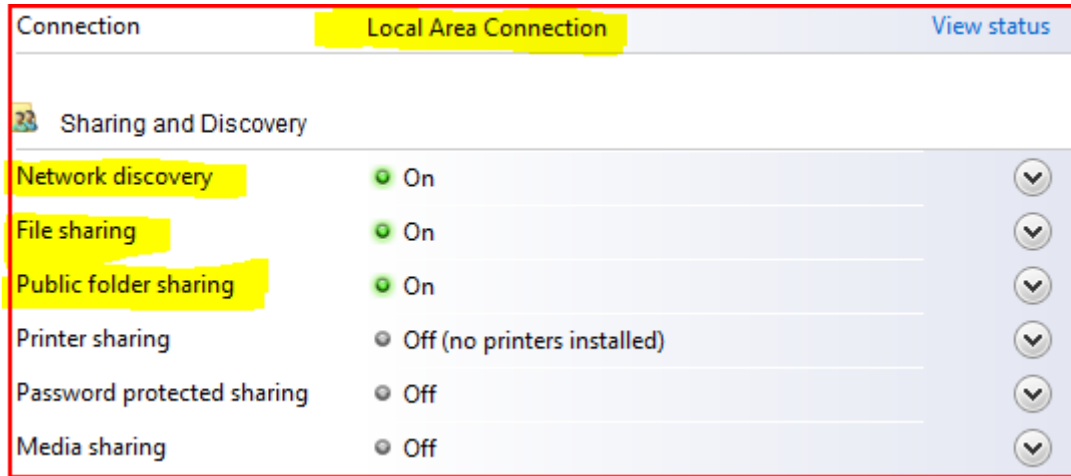 Connection Local Area Connection View status
Sharing and Discovery
Network discovery On
File sharing On
Public folder sharing On
Printer sharing Off (no printers installed)
Password protected sharing Off
Media sharing Off